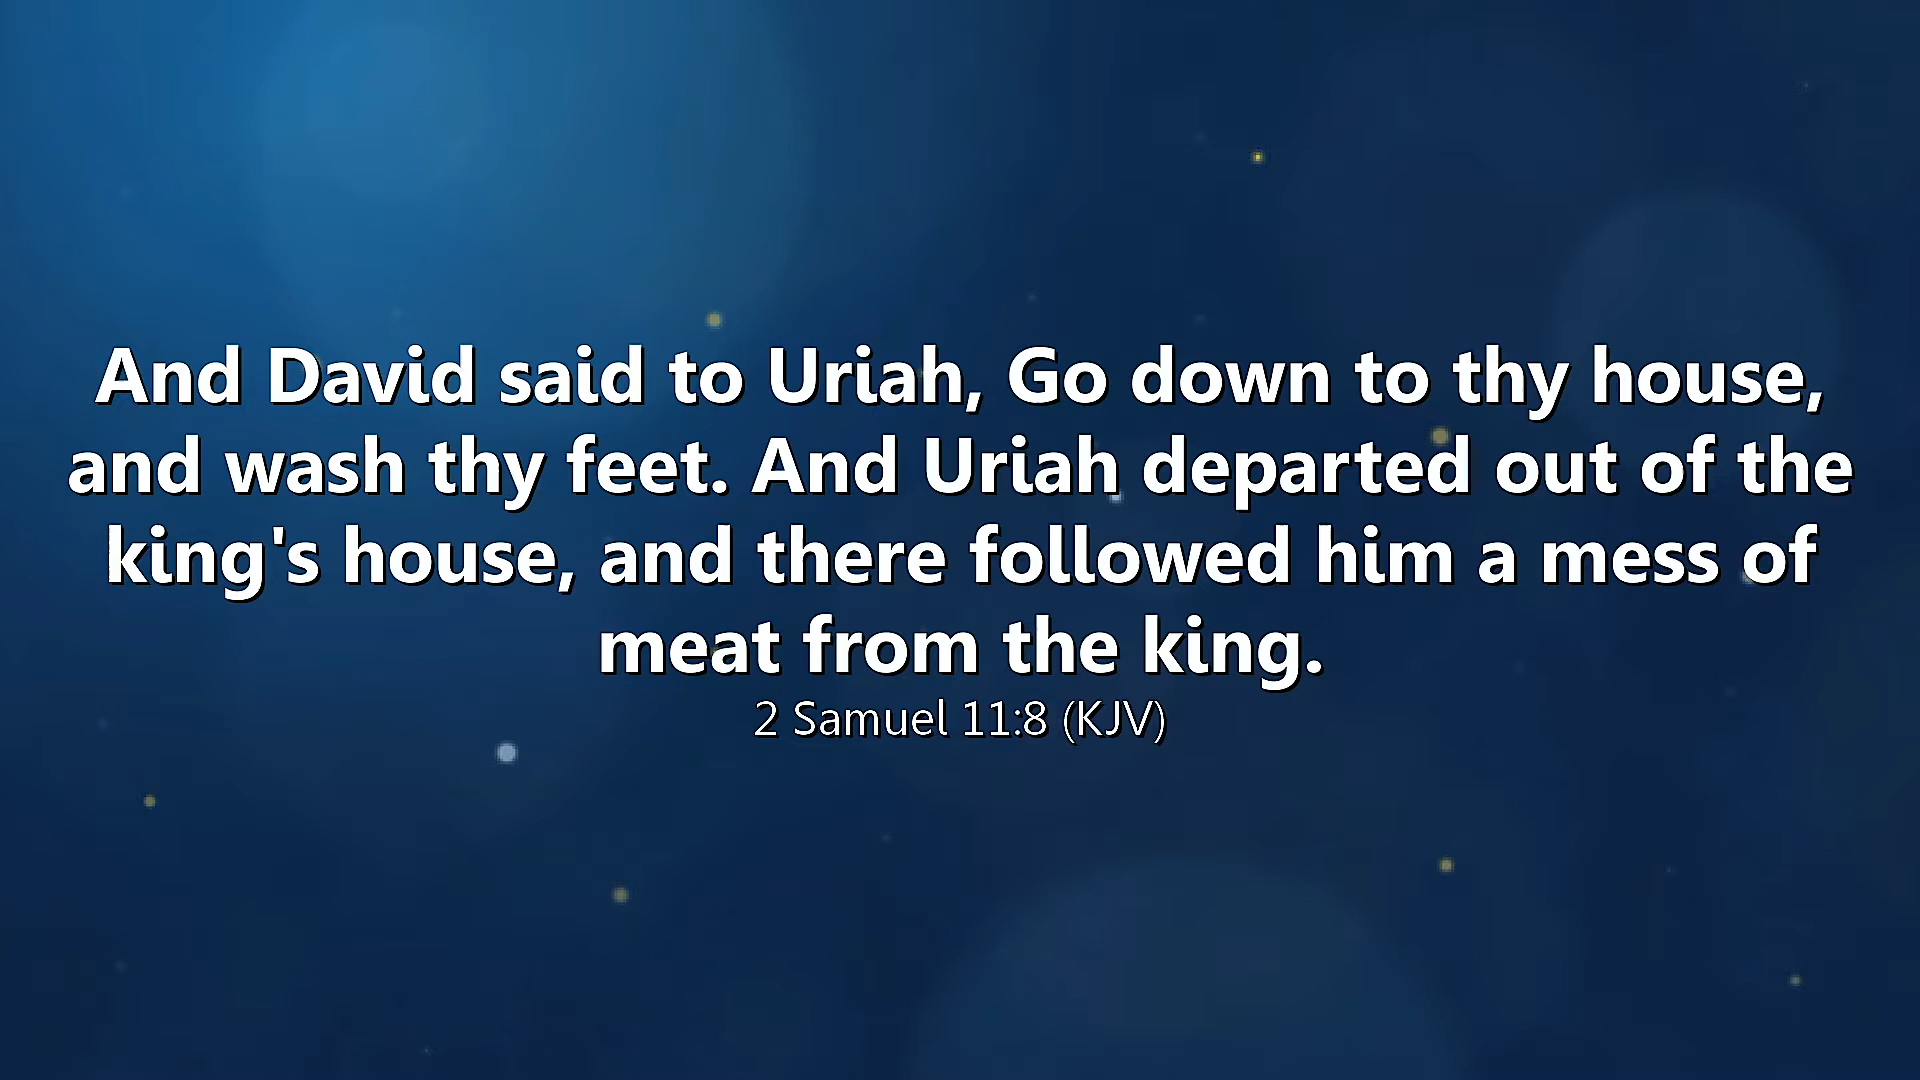 And David said to Uriah, Go down to thy house,
and wash thy feet. And Uriah departed out of the
king's house, and there followed him a mess of
meat from the king.
2 Samuel 11:8 (KJV)